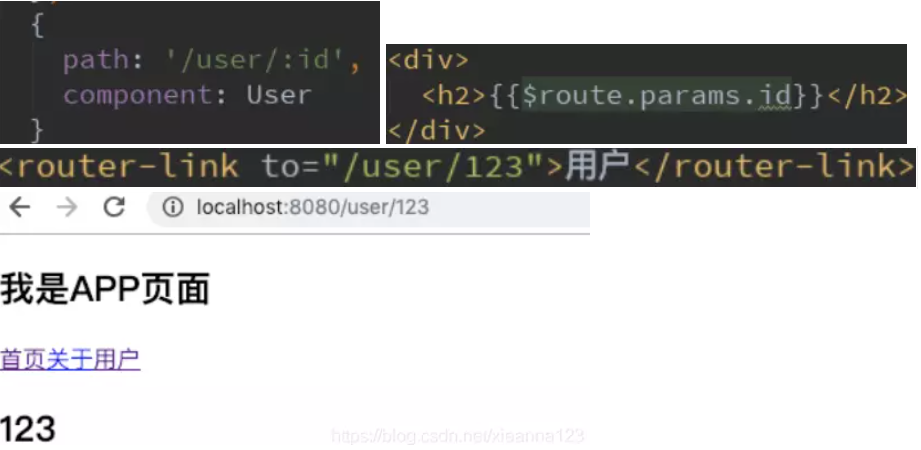 {
path: '/user/:id',
component: User
}
<div>
<h2>{{$route.params.id}}</h2>
</div>
<router-link to="/user/123">用户</router-link>
localhost:8080/user/123
我是APP页面
首页关于用户
123
https://blog.csdn.net/xieanna123